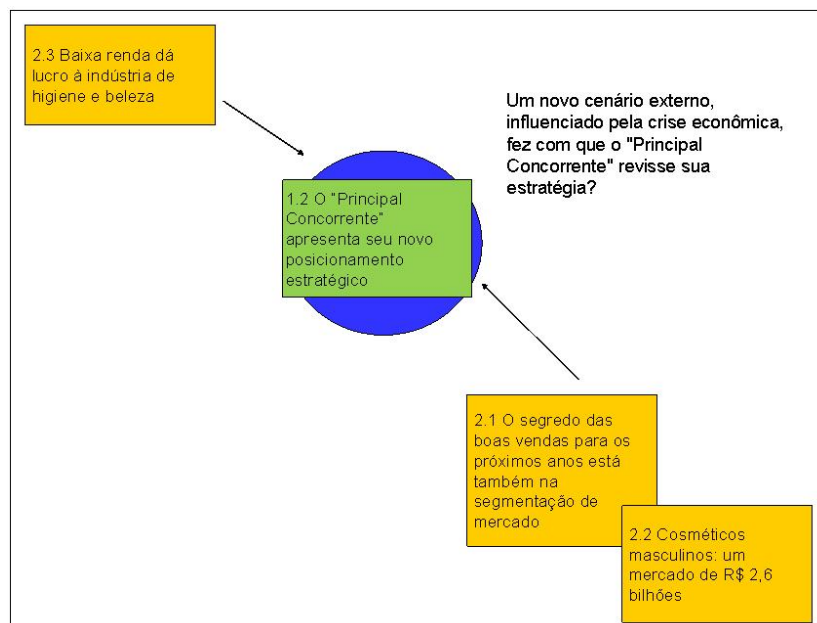 2.3 Baixa renda dá
lucro à indústria de
higiene e beleza
Um novo cenário externo,
influenciado pela crise econômica,
fez com que o "Principal
Concorrente" revisse sua
estratégia?
1.2 O “Principal
Concorrente”
apresenta seu novo
posicionamento
estratégico
2.1 O segredo das
boas vendas para os
próximos anos está
também na
segmentação de
mercado
2.2 Cosméticos
masculinos: um
mercado de R$ 2,6
bilhões